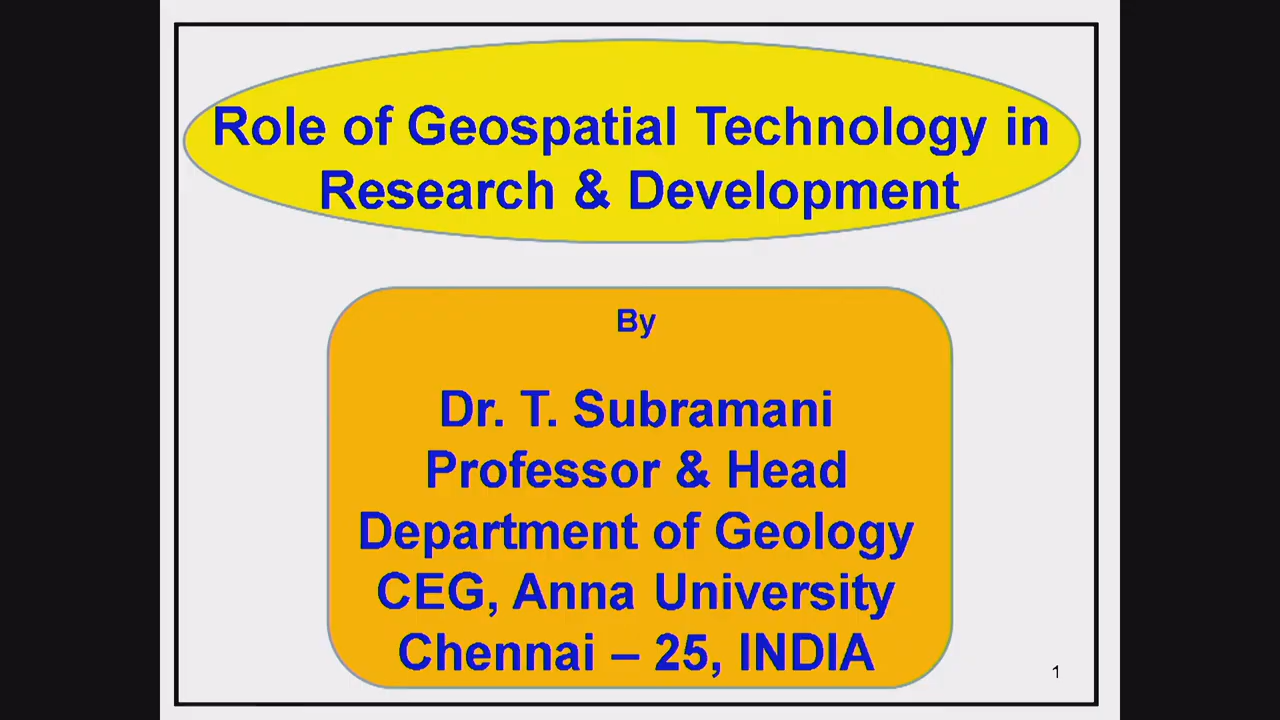 Role of Geospatial Technology in
Research & Development
By
Dr. T. Subramani
Professor & Head
Department of Geology
CEG, Anna University
Chennai – 25, INDIA
1